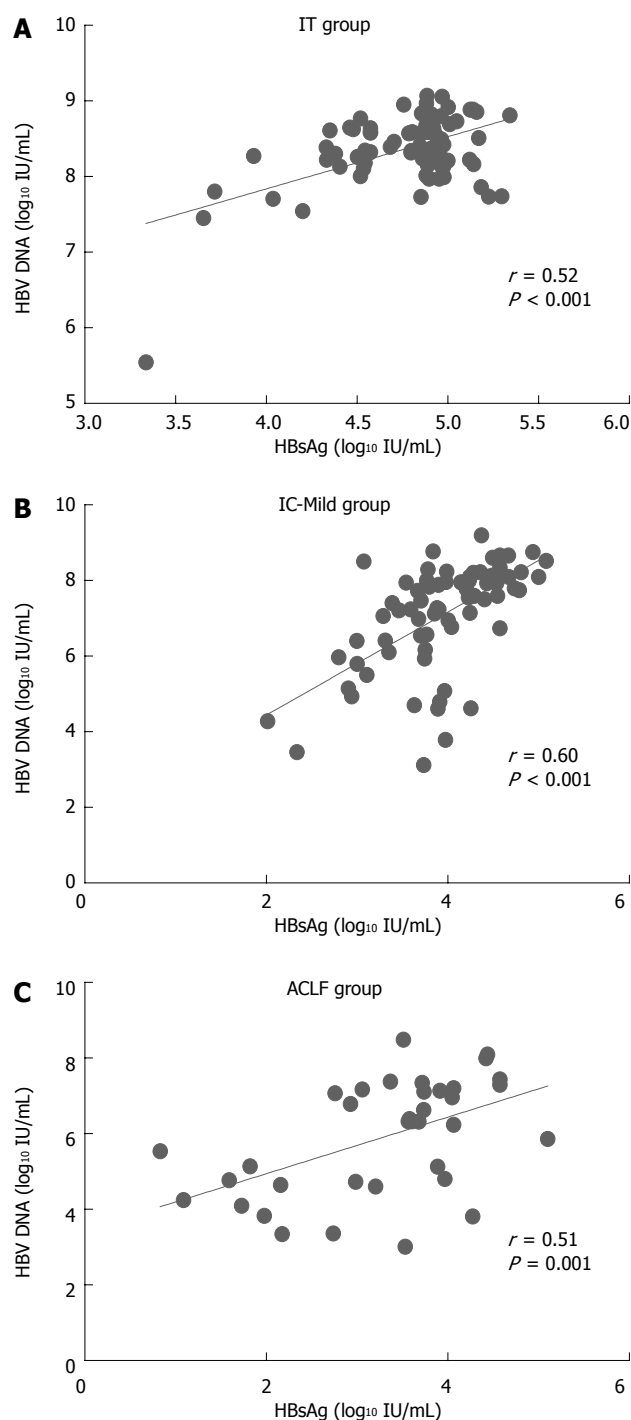 A
IT group
10
9
8
7
6
5
HBV DNA (log10 IU/mL)
r = 0.52
P < 0.001
3.0 3.5 4.0 4.5 5.0 5.5 6.0
HBsAg (log10 IU/mL)
B
IC-Mild group
10
8
6
4
2
0
HBV DNA (log10 IU/mL)
r = 0.60
P < 0.001
0 2 4 6
HBsAg (log10 IU/mL)
C
ACLF group
10
8
6
4
2
0
HBV DNA (log10 IU/mL)
r = 0.51
P = 0.001
0 2 4 6
HBsAg (log10 IU/mL)